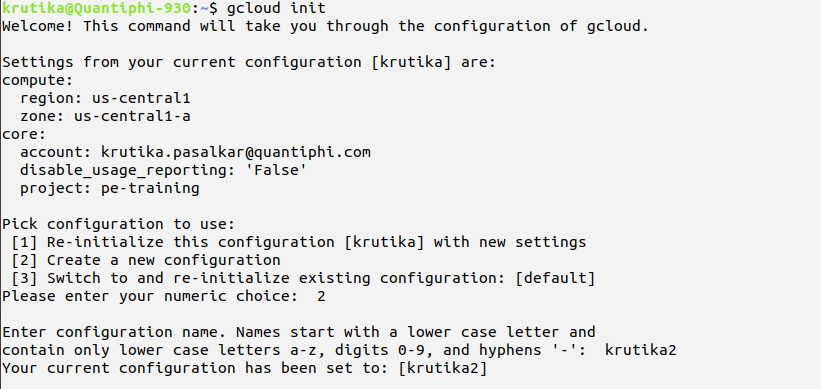 krutika@Quantiphi-930:~$ gcloud init
Welcome! This command will take you through the configuration of gcloud.
Settings from your current configuration [krutika] are:
compute:
  region: us-central1
  zone: us-central1-a
core:
  account: krutika.pasalkar@quantiphi.com
  disable_usage_reporting: 'False'
  project: pe-training
Pick configuration to use:
 [1] Re-initialize this configuration [krutika] with new settings
 [2] Create a new configuration
 [3] Switch to and re-initialize existing configuration: [default]
Please enter your numeric choice:  2
Enter configuration name. Names start with a lower case letter and
contain only lower case letters a-z, digits 0-9, and hyphens '-':  krutika2
Your current configuration has been set to: [krutika2]